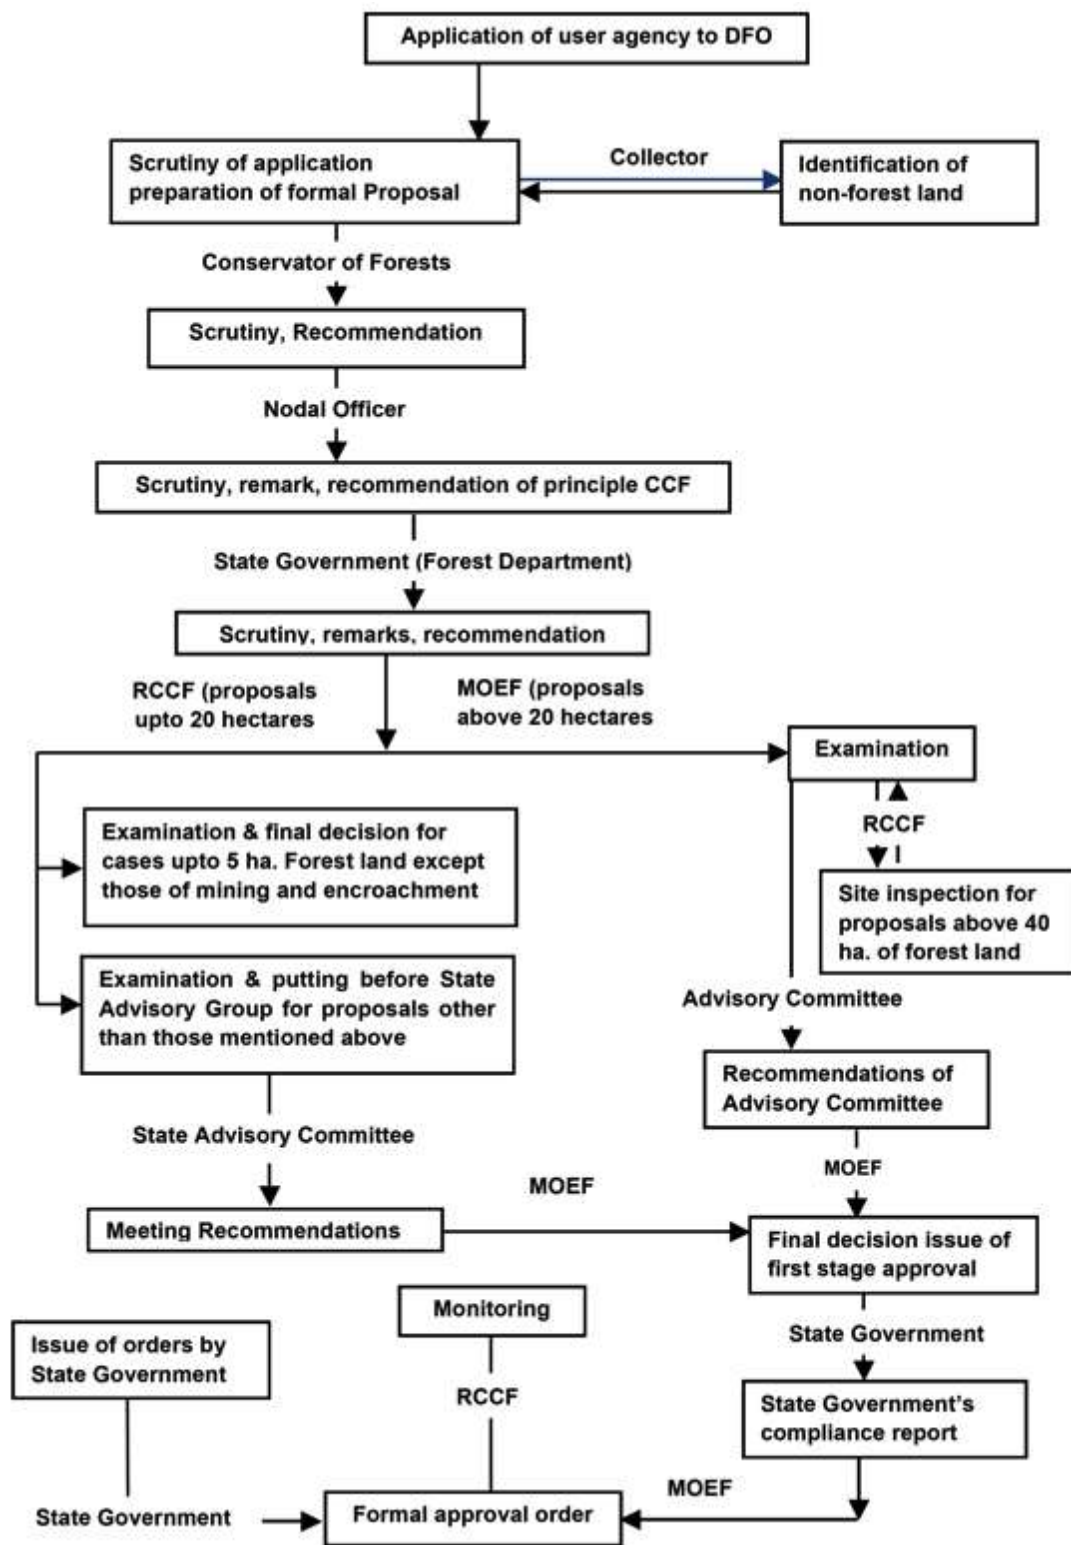 Application of user agency to DFO
Scrutiny of application
preparation of formal Proposal
Collector
Identification of
non-forest land
Conservator of Forests
Scrutiny, Recommendation
Nodal Officer
Scrutiny, remark, recommendation of principle CCF
State Government (Forest Department)
Scrutiny, remarks, recommendation
RCCF (proposals
upto 20 hectares
MOEF (proposals
above 20 hectares
Examination
RCCF
Site inspection for
proposals above 40
ha. of forest land
Examination & final decision for
cases upto 5 ha. Forest land except
those of mining and encroachment
Examination & putting before State
Advisory Group for proposals other
than those mentioned above
Advisory Committee
Recommendations of
Advisory Committee
State Advisory Committee
MOEF
Meeting Recommendations
MOEF
Final decision issue of
first stage approval
Monitoring
Issue of orders by
State Government
State Government
RCCF
State Government's
compliance report
MOEF
State Government
Formal approval order